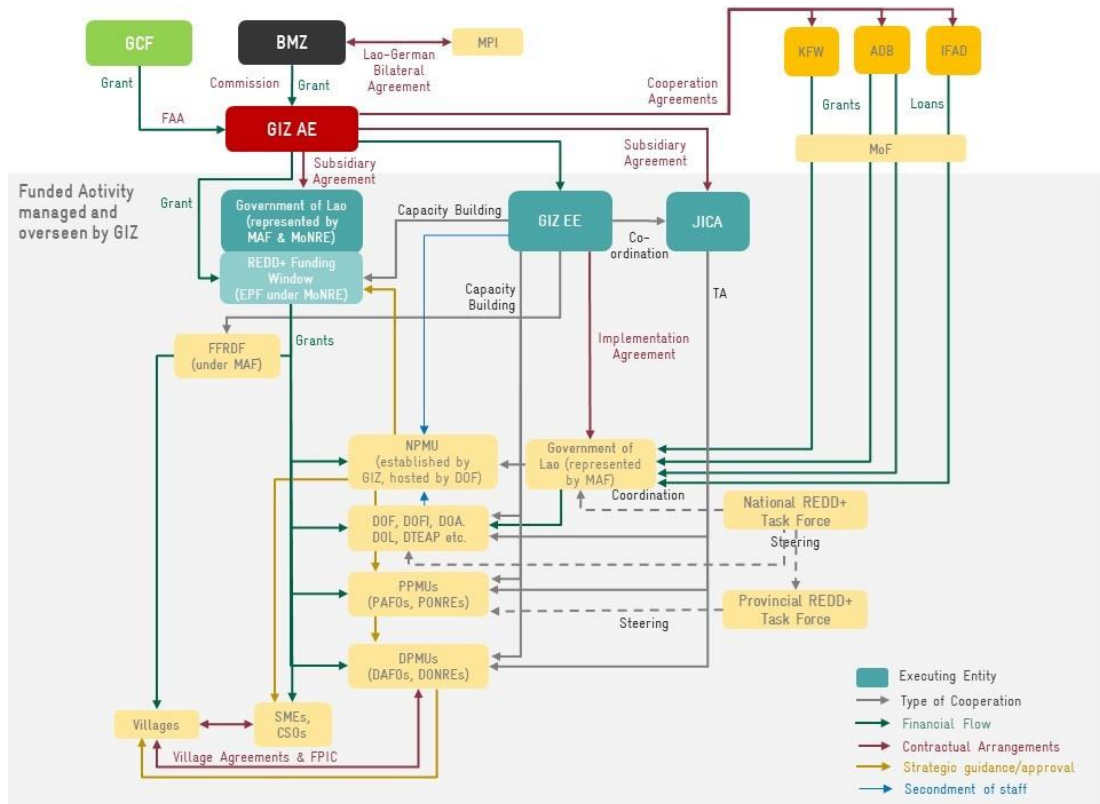 GCF
BMZ
MPI
KFW
ADB
IFAD
Lao-German
Bilateral
Agreement
Grant
Commission
Grant
Cooperation
Agreements
Grants
Loans
FAA
GIZ AE
MoF
Subsidiary
Agreement
Subsidiary
Agreement
Funded Activity
managed and
overseen by GIZ
Grant
Government of Lao
(represented by
MAF & MoNRE)
Capacity Building
GIZ EE
Co-
ordination
JICA
REDD+ Funding
Window
(EPF under MoNRE)
Capacity
Building
TA
Grants
FFRDF
(under MAF)
Implementation
Agreement
NPMU
(established by
GIZ, hosted by DOF)
Government of
Lao (represented
by MAF)
Coordination
National REDD+
Task Force
DOF, DOFI, DOA.
DOL, DTEAP etc.
Steering
PPMUs
(PAFOs, PONREs)
Steering
Provincial REDD+
Task Force
DPMUs
(DAFOs, DONREs)
Villages
SMEs,
CSOs
Village Agreements & FPIC
Executing Entity
Type of Cooperation
Financial Flow
Contractual Arrangements
Strategic guidance/approval
Secondment of staff